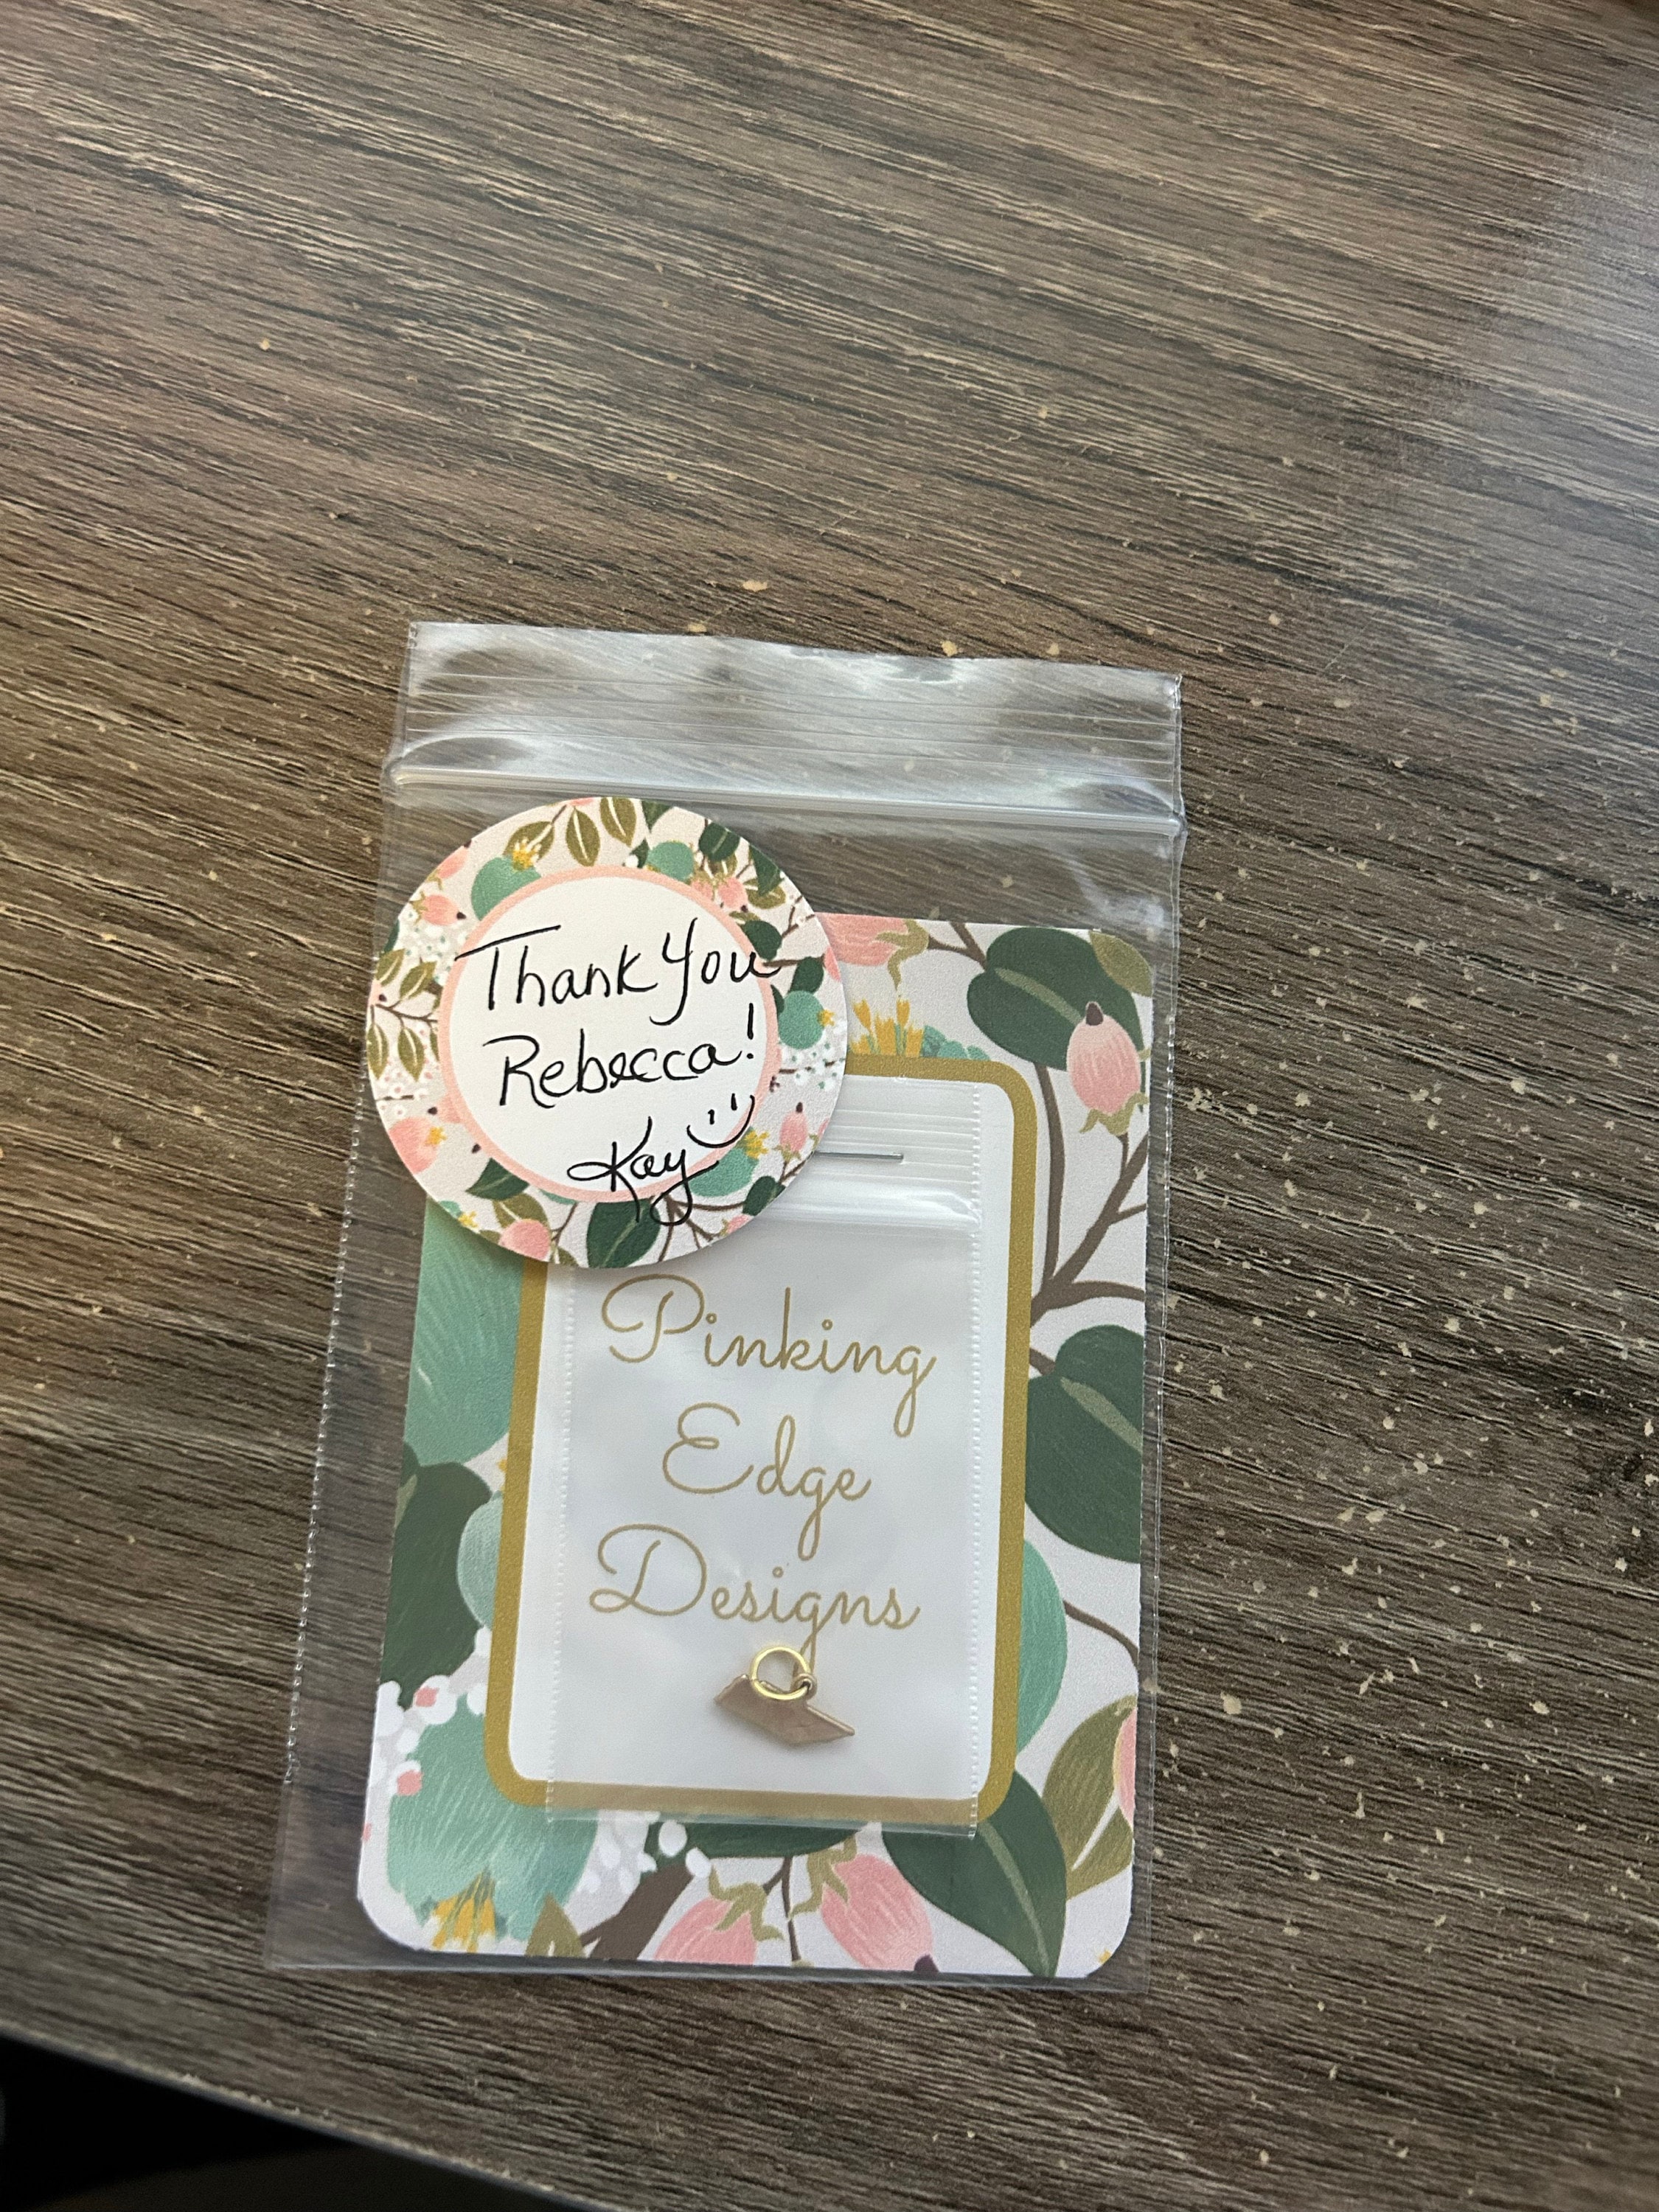 Thank You
Rebecca!
Kay
Pinking
Edge
Designs